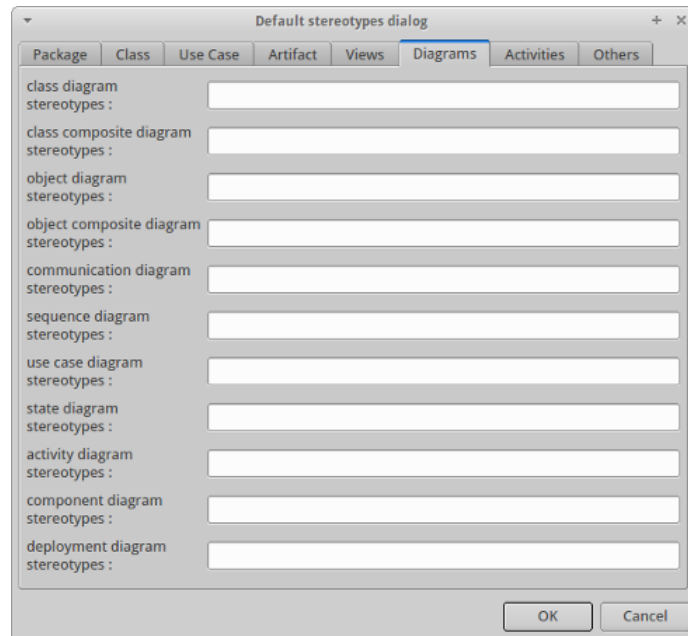 Default stereotypes dialog
Package Class Use Case Artifact Views Diagrams Activities Others
class diagram
stereotypes :
class composite diagram
stereotypes :
object diagram
stereotypes :
object composite diagram
stereotypes :
communication diagram
stereotypes :
sequence diagram
stereotypes :
use case diagram
stereotypes :
state diagram
stereotypes :
activity diagram
stereotypes :
component diagram
stereotypes :
deployment diagram
stereotypes :
OK Cancel